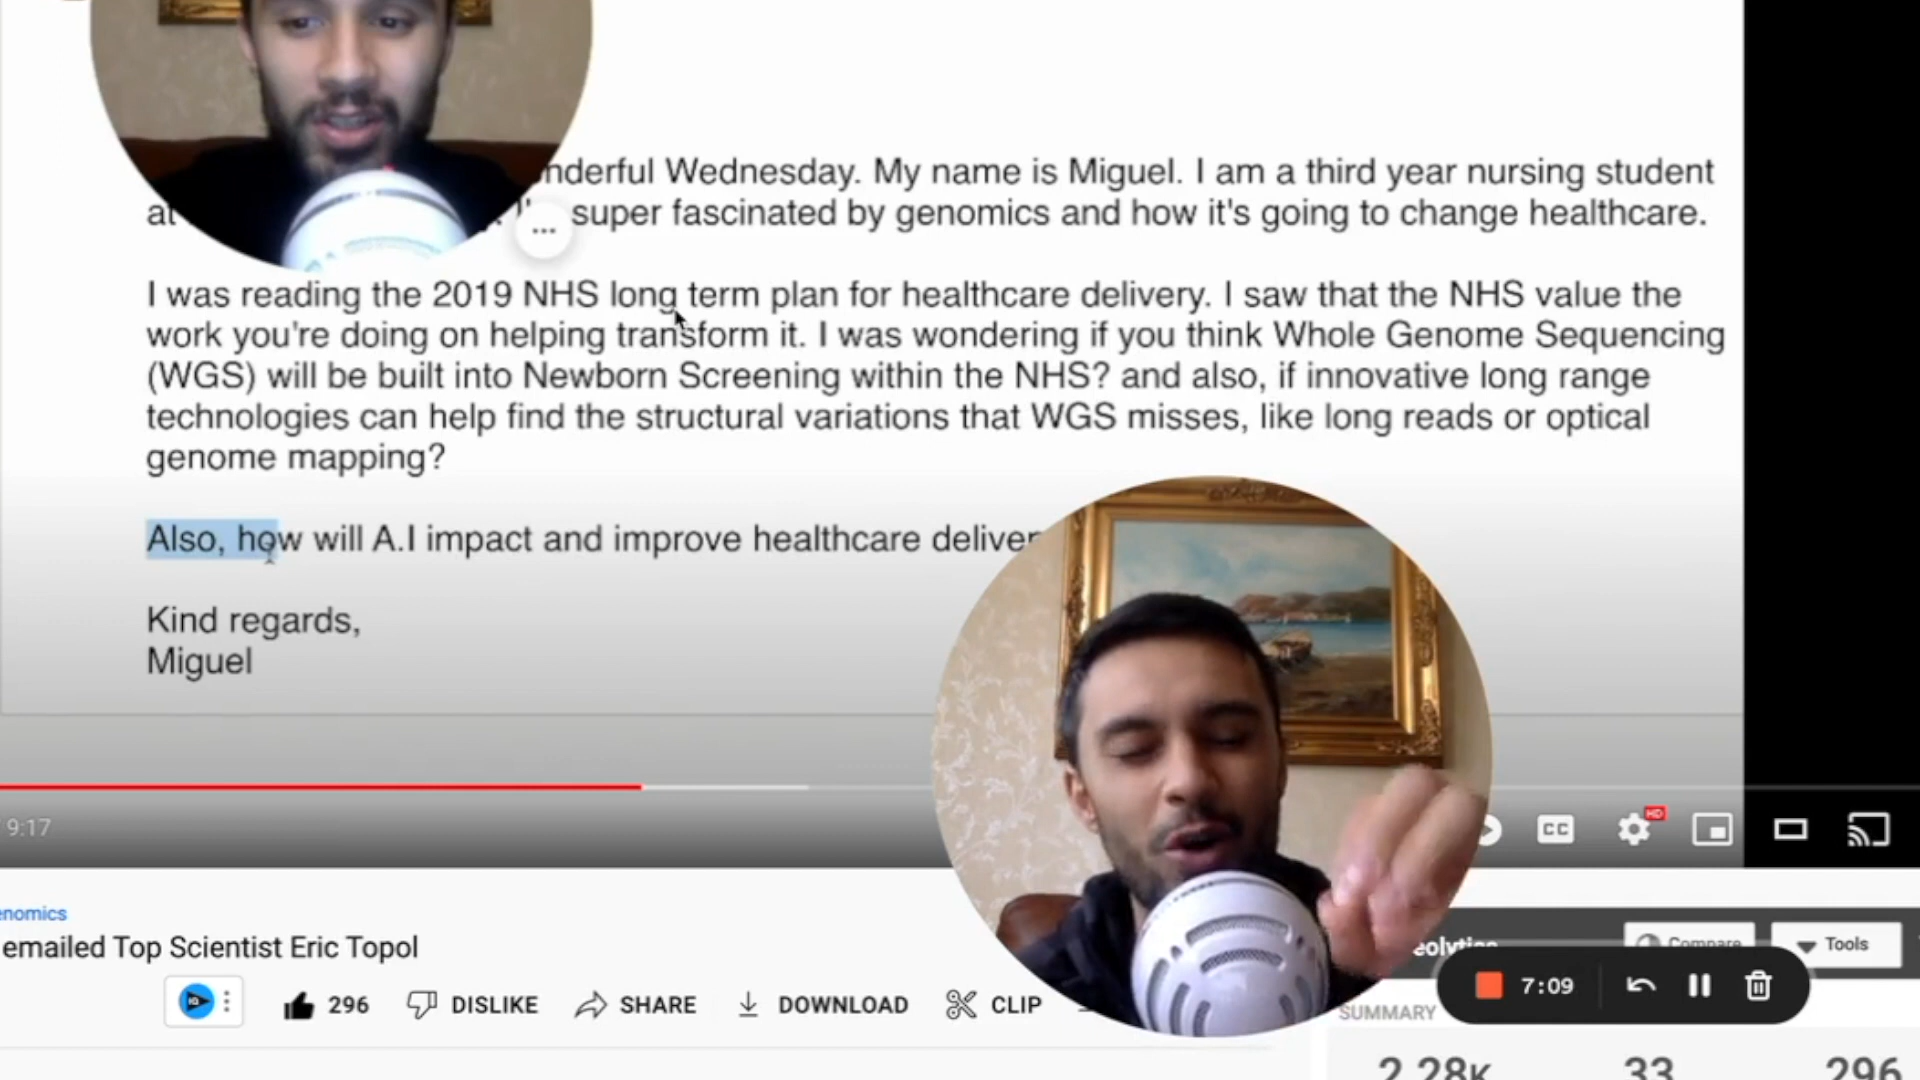 nderful Wednesday. My name is Miguel. I am a third year nursing student
at super fascinated by genomics and how it's going to change healthcare.
I was reading the 2019 NHS long term plan for healthcare delivery. I saw that the NHS value the
work you're doing on helping transform it. I was wondering if you think Whole Genome Sequencing
(WGS) will be built into Newborn Screening within the NHS? and also, if innovative long range
technologies can help find the structural variations that WGS misses, like long reads or optical
genome mapping?
Also, how will A.I impact and improve healthcare deliver
Kind regards,
Miguel
9:17
CC
HD
enomics
emailed Top Scientist Eric Topol
296
DISLIKE
SHARE
DOWNLOAD
CLIP
eolytics
Compare
Tools
7:09
SUMMARY
2.28K
33
296